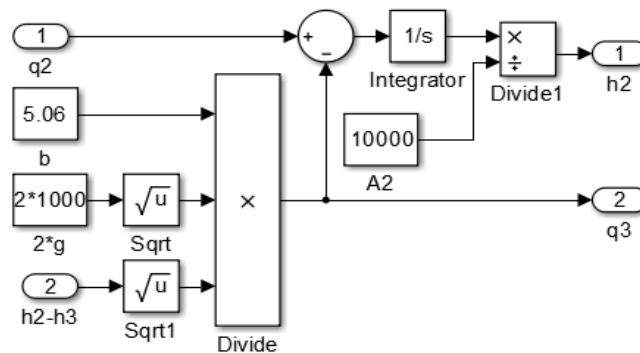 1
q2
+
−
1/s
Integrator
×
÷
Divide1
1
h2
5.06
b
10000
A2
2*1000
2*g
√u
Sqrt
×
2
q3
2
h2-h3
√u
Sqrt1
Divide